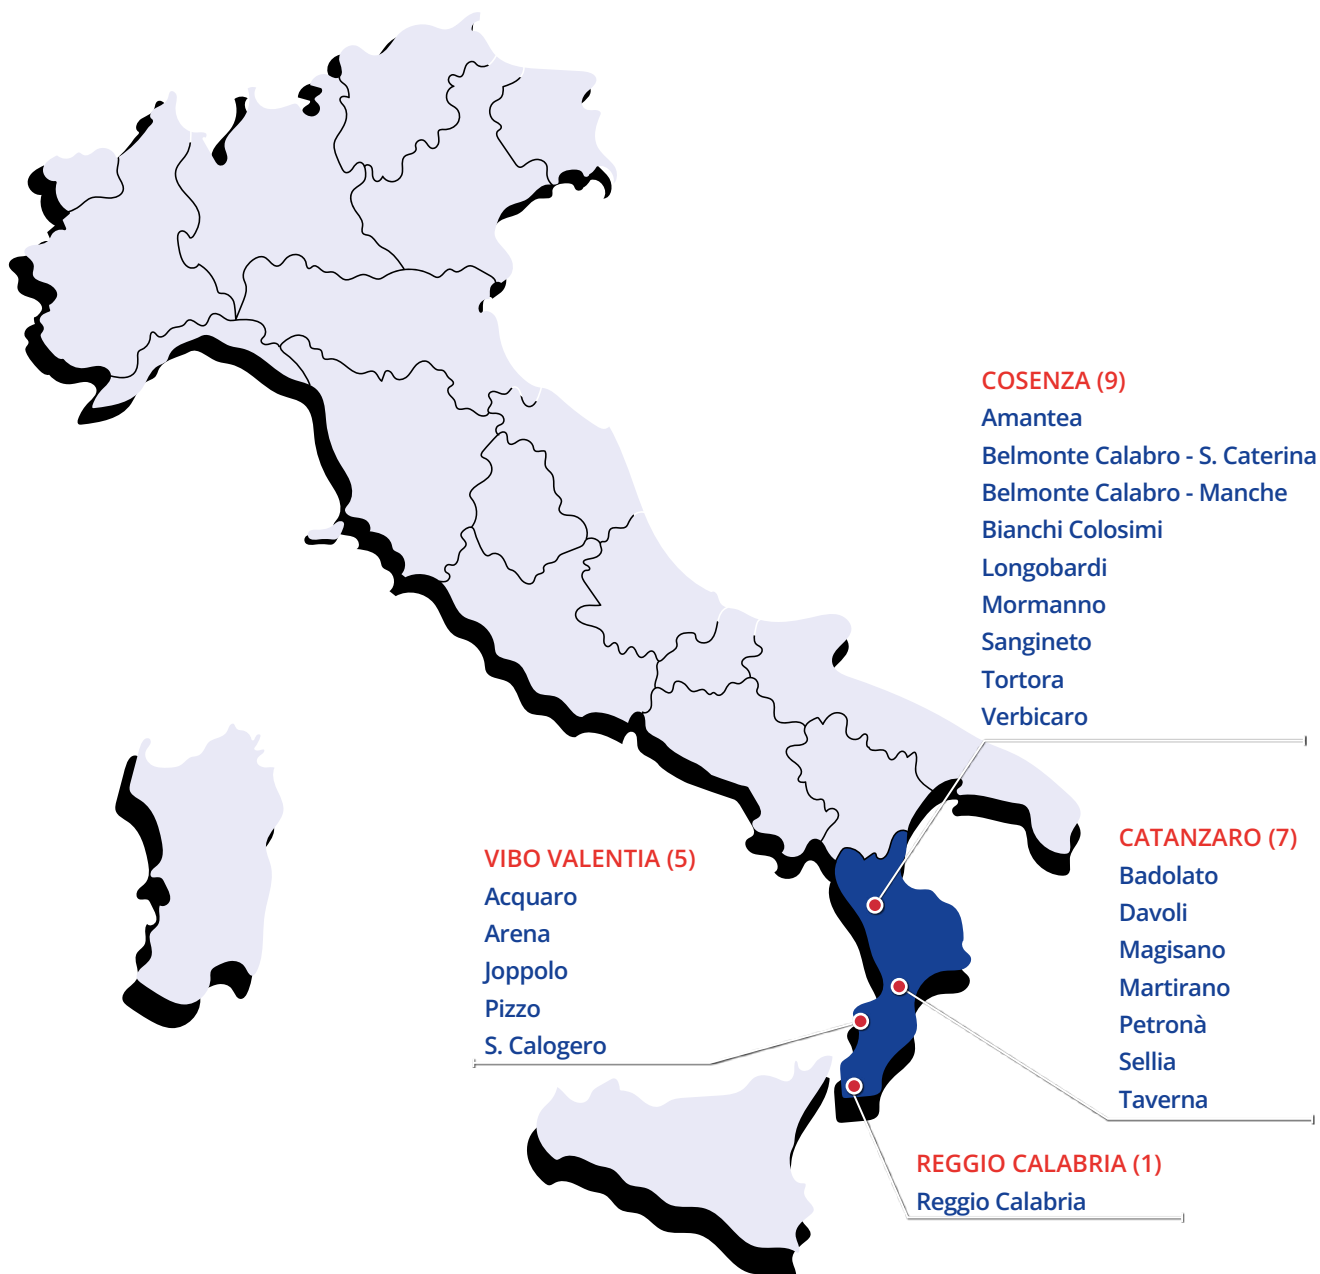 COSENZA (9)
Amantea
Belmonte Calabro - S. Caterina
Belmonte Calabro - Manche
Bianchi Colosimi
Longobardi
Mormanno
Sangineto
Tortora
Verbicaro
VIBO VALENTIA (5)
Acquaro
Arena
Joppolo
Pizzo
S. Calogero
CATANZARO (7)
Badolato
Davoli
Magisano
Martirano
Petronà
Sellia
Taverna
REGGIO CALABRIA (1)
Reggio Calabria